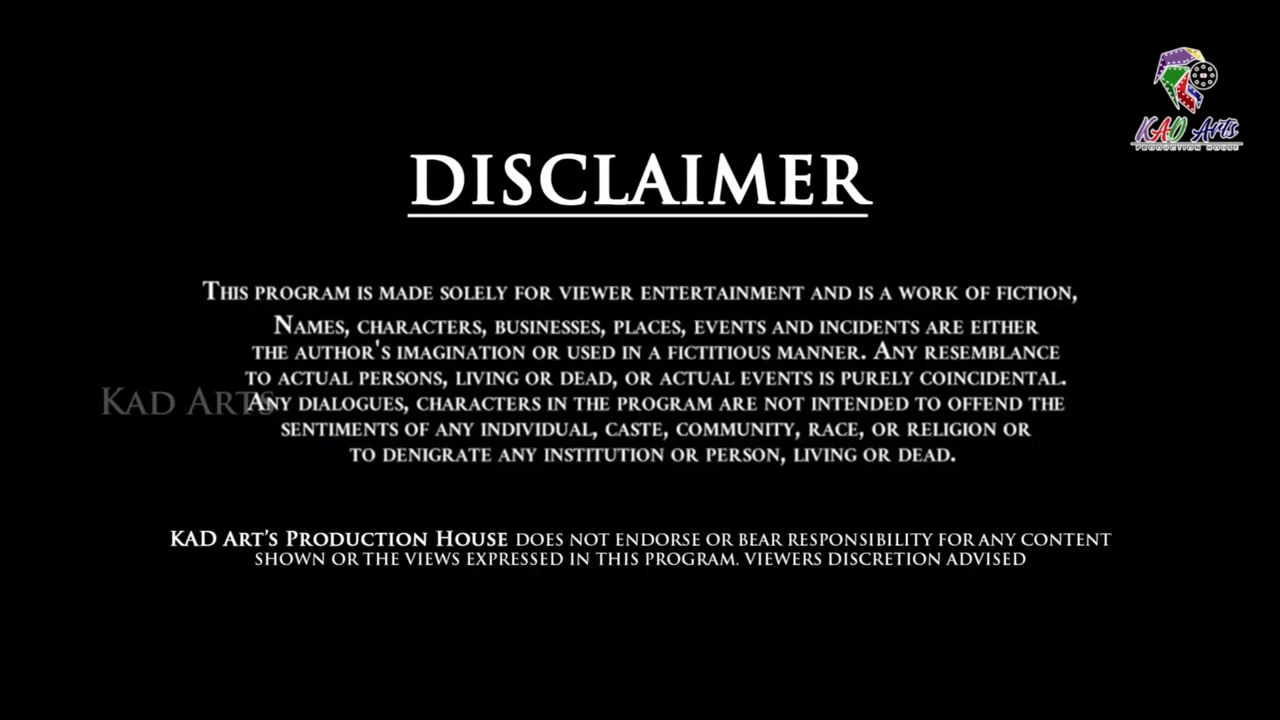 KAD Arts
PRODUCTION HOUSE
DISCLAIMER
THIS PROGRAM IS MADE SOLELY FOR VIEWER ENTERTAINMENT AND IS A WORK OF FICTION,
NAMES, CHARACTERS, BUSINESSES, PLACES, EVENTS AND INCIDENTS ARE EITHER
THE AUTHOR'S IMAGINATION OR USED IN A FICTITIOUS MANNER. ANY RESEMBLANCE
TO ACTUAL PERSONS, LIVING OR DEAD, OR ACTUAL EVENTS IS PURELY COINCIDENTAL.
KAD ARTS
ANY DIALOGUES, CHARACTERS IN THE PROGRAM ARE NOT INTENDED TO OFFEND THE
SENTIMENTS OF ANY INDIVIDUAL, CASTE, COMMUNITY, RACE, OR RELIGION OR
TO DENIGRATE ANY INSTITUTION OR PERSON, LIVING OR DEAD.
KAD ART'S PRODUCTION HOUSE DOES NOT ENDORSE OR BEAR RESPONSIBILITY FOR ANY CONTENT
SHOWN OR THE VIEWS EXPRESSED IN THIS PROGRAM. VIEWERS DISCRETION ADVISED